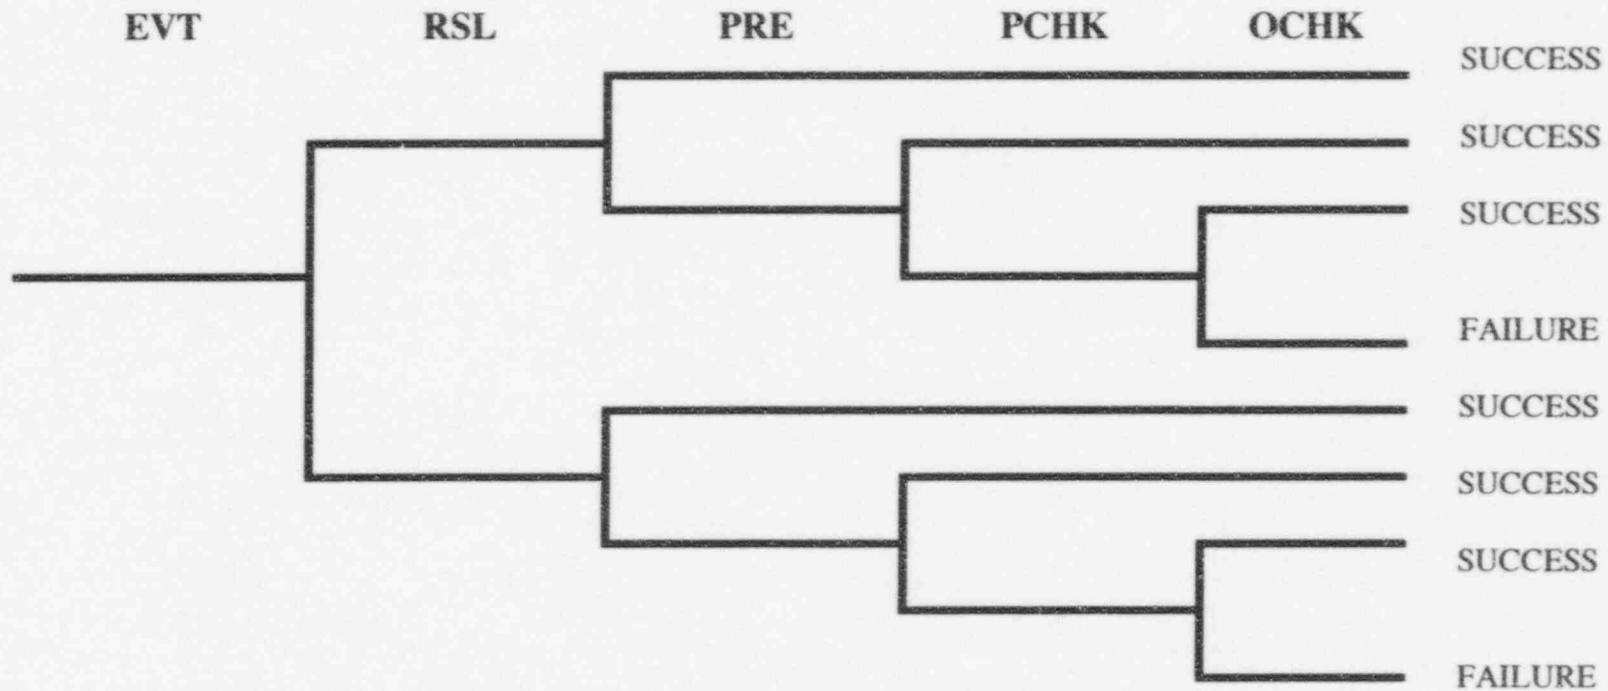 EVT RSL PRE PCHK OCHK
SUCCESS
SUCCESS
SUCCESS
FAILURE
SUCCESS
SUCCESS
SUCCESS
FAILURE